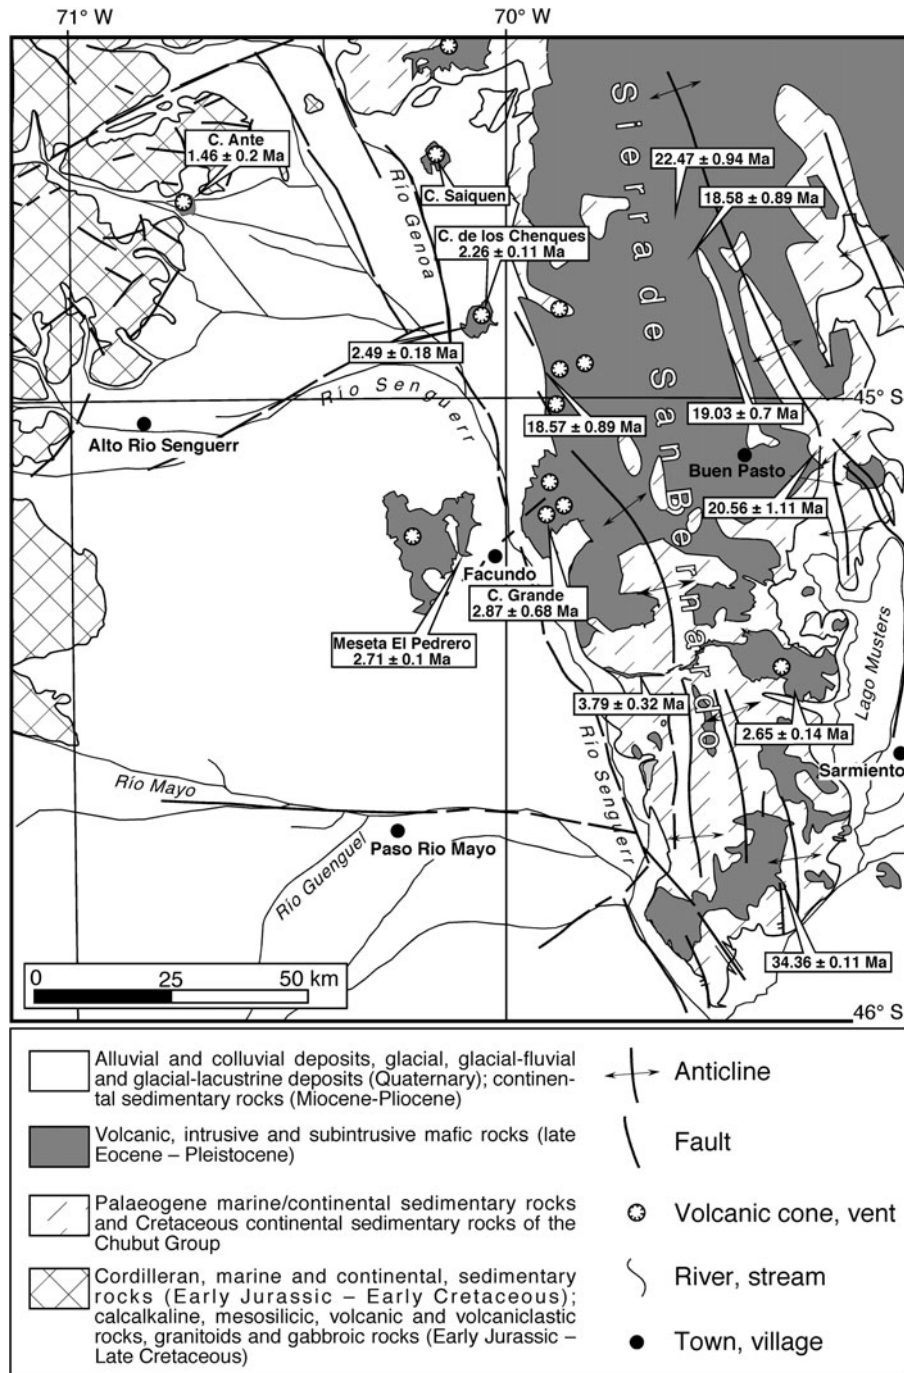 71° W
70° W
C. Ante
1.46 ± 0.2 Ma
C. Saiquen
Río Genoa
C. de los Chenques
2.26 ± 0.11 Ma
Sierra de San Bernardo
22.47 ± 0.94 Ma
18.58 ± 0.89 Ma
2.49 ± 0.18 Ma
Río Senguerr
45° S
Alto Rio Senguerr
18.57 ± 0.89 Ma
19.03 ± 0.7 Ma
Buen Pasto
20.56 ± 1.11 Ma
Facundo
C. Grande
2.87 ± 0.68 Ma
Meseta El Pedrero
2.71 ± 0.1 Ma
3.79 ± 0.32 Ma
Lago Musters
2.65 ± 0.14 Ma
Sarmiento
Río Senguerr
Río Mayo
Paso Rio Mayo
Río Guenguel
34.36 ± 0.11 Ma
0 25 50 km
46° S
Alluvial and colluvial deposits, glacial, glacial-fluvial
and glacial-lacustrine deposits (Quaternary); continen-
tal sedimentary rocks (Miocene-Pliocene)
Volcanic, intrusive and subintrusive mafic rocks (late
Eocene – Pleistocene)
Palaeogene marine/continental sedimentary rocks
and Cretaceous continental sedimentary rocks of the
Chubut Group
Cordilleran, marine and continental, sedimentary
rocks (Early Jurassic – Early Cretaceous);
calcalkaline, mesosilicic, volcanic and volcaniclastic
rocks, granitoids and gabbroic rocks (Early Jurassic –
Late Cretaceous)
Anticline
Fault
Volcanic cone, vent
River, stream
Town, village